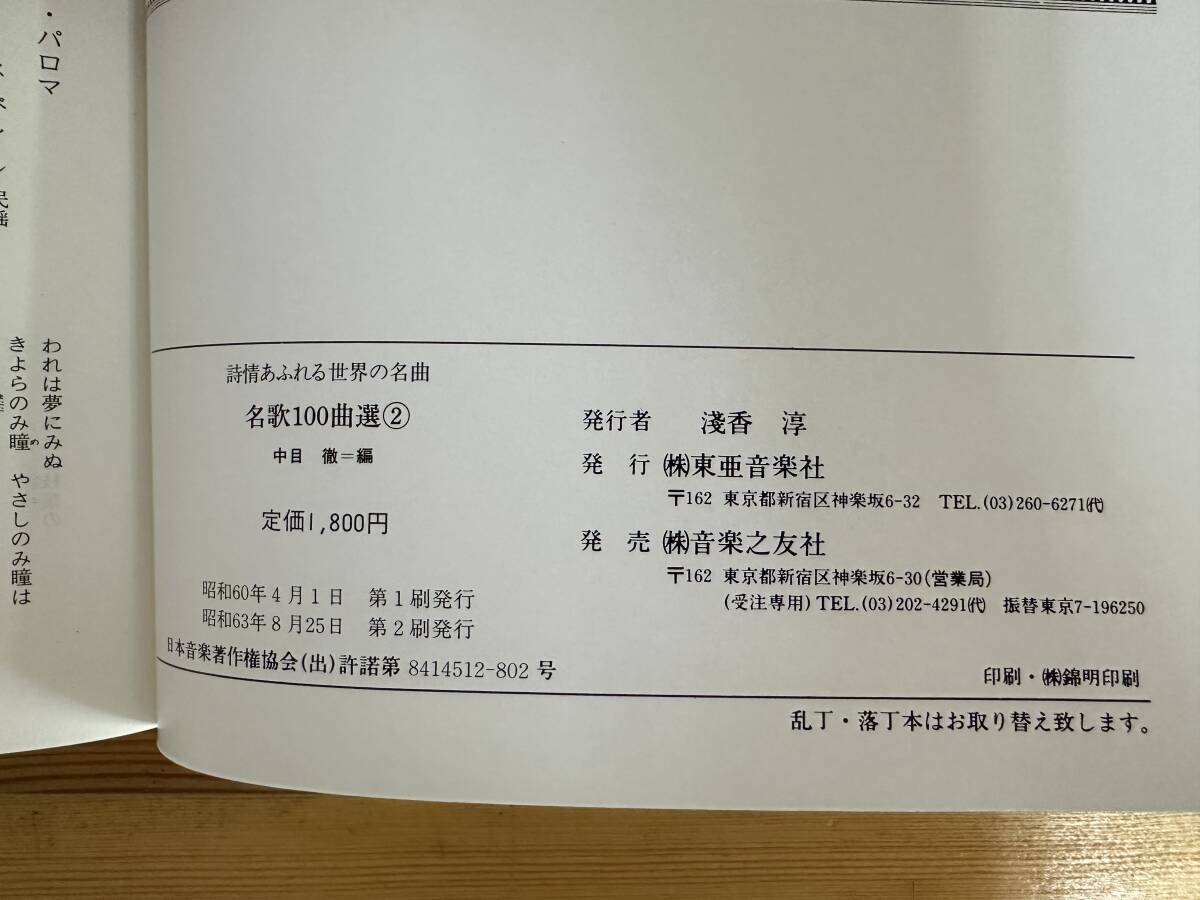 ・パロマ
民謡
われは夢にみぬ
きよらのみ瞳 やさしのみ瞳は
詩情あふれる世界の名曲
名歌100曲選②
中目 徹=編
定価1,800円
昭和60年4月1日 第1刷発行
昭和63年8月25日 第2刷発行
日本音楽著作権協会(出)許諾第 8414512-802 号
発行者 淺香 淳
発 行 ㈱東亜音楽社
〒162 東京都新宿区神楽坂6-32 TEL.(03)260-6271㈹
発 売 ㈱音楽之友社
〒162 東京都新宿区神楽坂6-30(営業局)
(受注専用)TEL.(03)202-4291㈹ 振替東京7-196250
印刷・㈱錦明印刷
乱丁・落丁本はお取り替え致します。